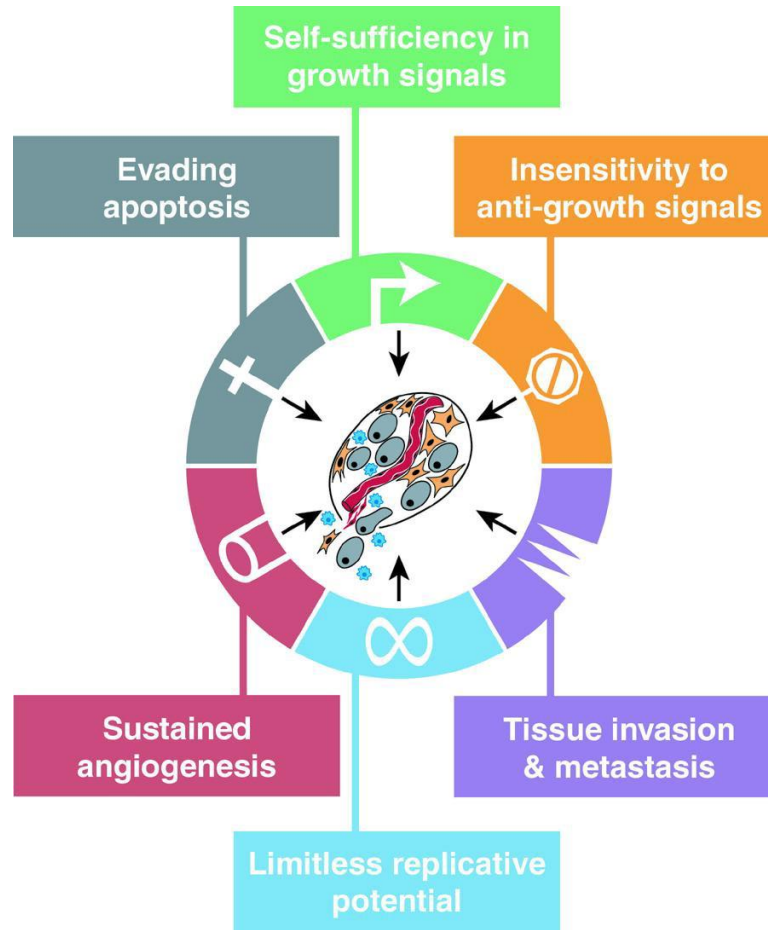 Self-sufficiency in
growth signals
Evading
apoptosis
Insensitivity to
anti-growth signals
Sustained
angiogenesis
Tissue invasion
& metastasis
Limitless replicative
potential